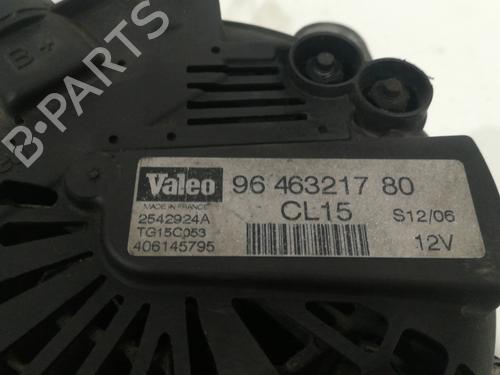 B+
B-PARTS
Valeo 96 463217 80
MADE IN FRANCE CL15 S12/06
2542924A
TG15C053 12V
406145795